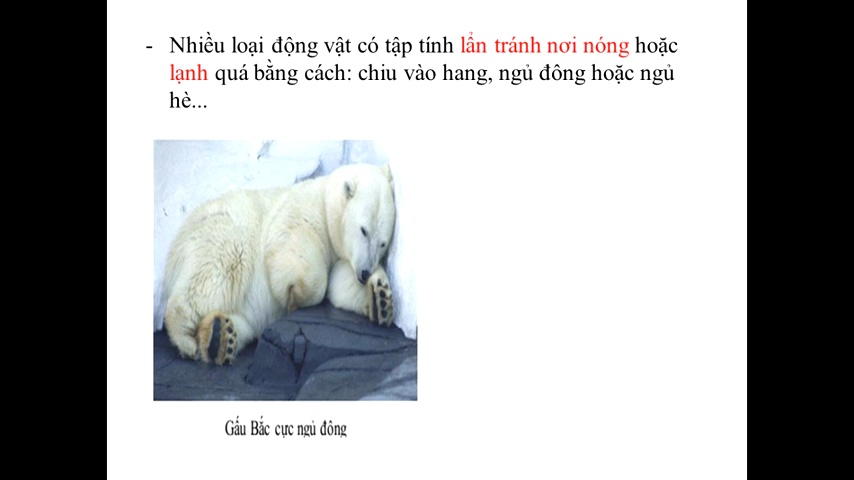 - Nhiều loại động vật có tập tính lẩn tránh nơi nóng hoặc
lạnh quá bằng cách: chiu vào hang, ngủ đông hoặc ngủ
hè...
Gấu Bắc cực ngủ đông